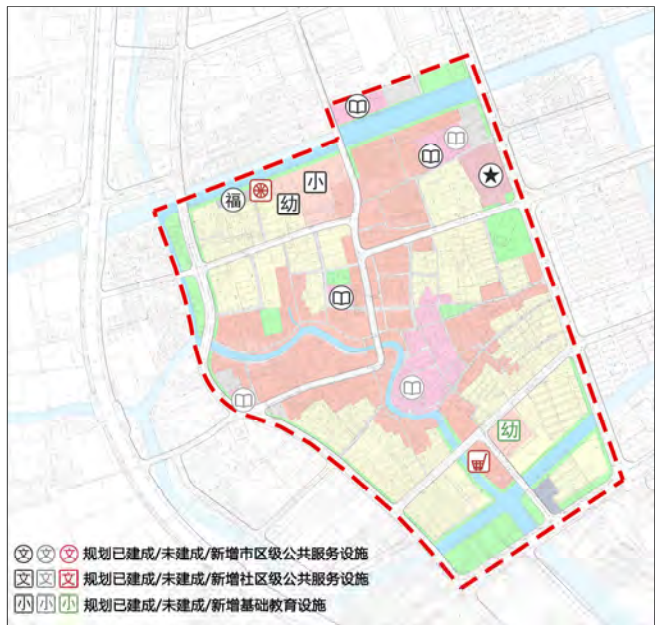 小
福
幼
幼
文 文 文 规划已建成/未建成/新增市区级公共服务设施
文 文 文 规划已建成/未建成/新增社区级公共服务设施
小 小 小 规划已建成/未建成/新增基础教育设施